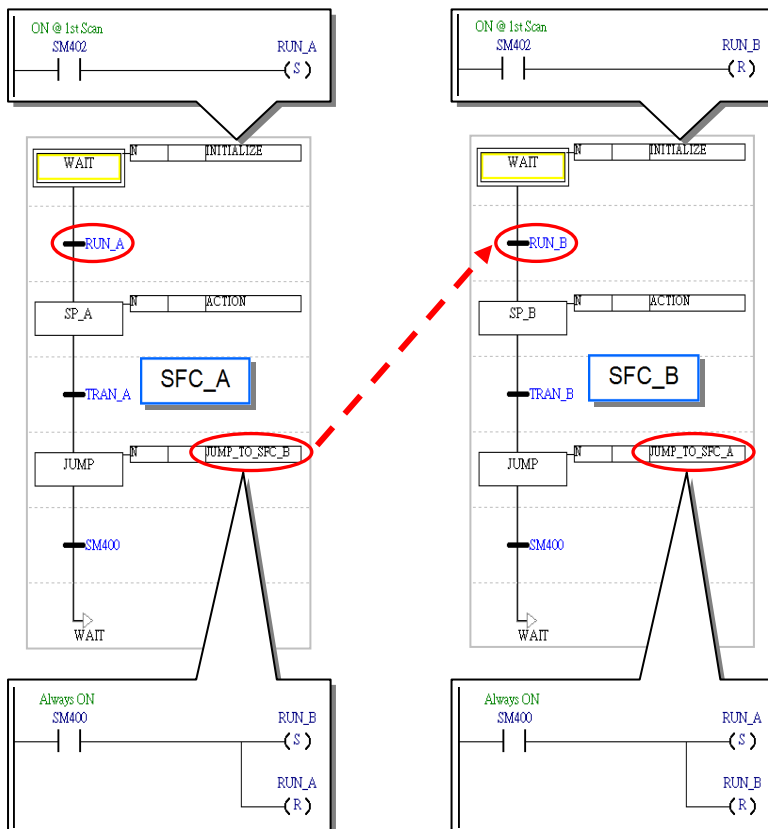 ON @ 1st Scan
SM402
RUN_A
S
WAIT
N
INITIALIZE
RUN_A
SP_A
N
ACTION
SFC_A
TRAN_A
JUMP
N
JUMP_TO_SFC_B
SM400
WAIT
Always ON
SM400
RUN_B
S
RUN_A
R
ON @ 1st Scan
SM402
RUN_B
R
WAIT
N
INITIALIZE
RUN_B
SP_B
N
ACTION
SFC_B
TRAN_B
JUMP
N
JUMP_TO_SFC_A
SM400
WAIT
Always ON
SM400
RUN_A
S
RUN_B
R